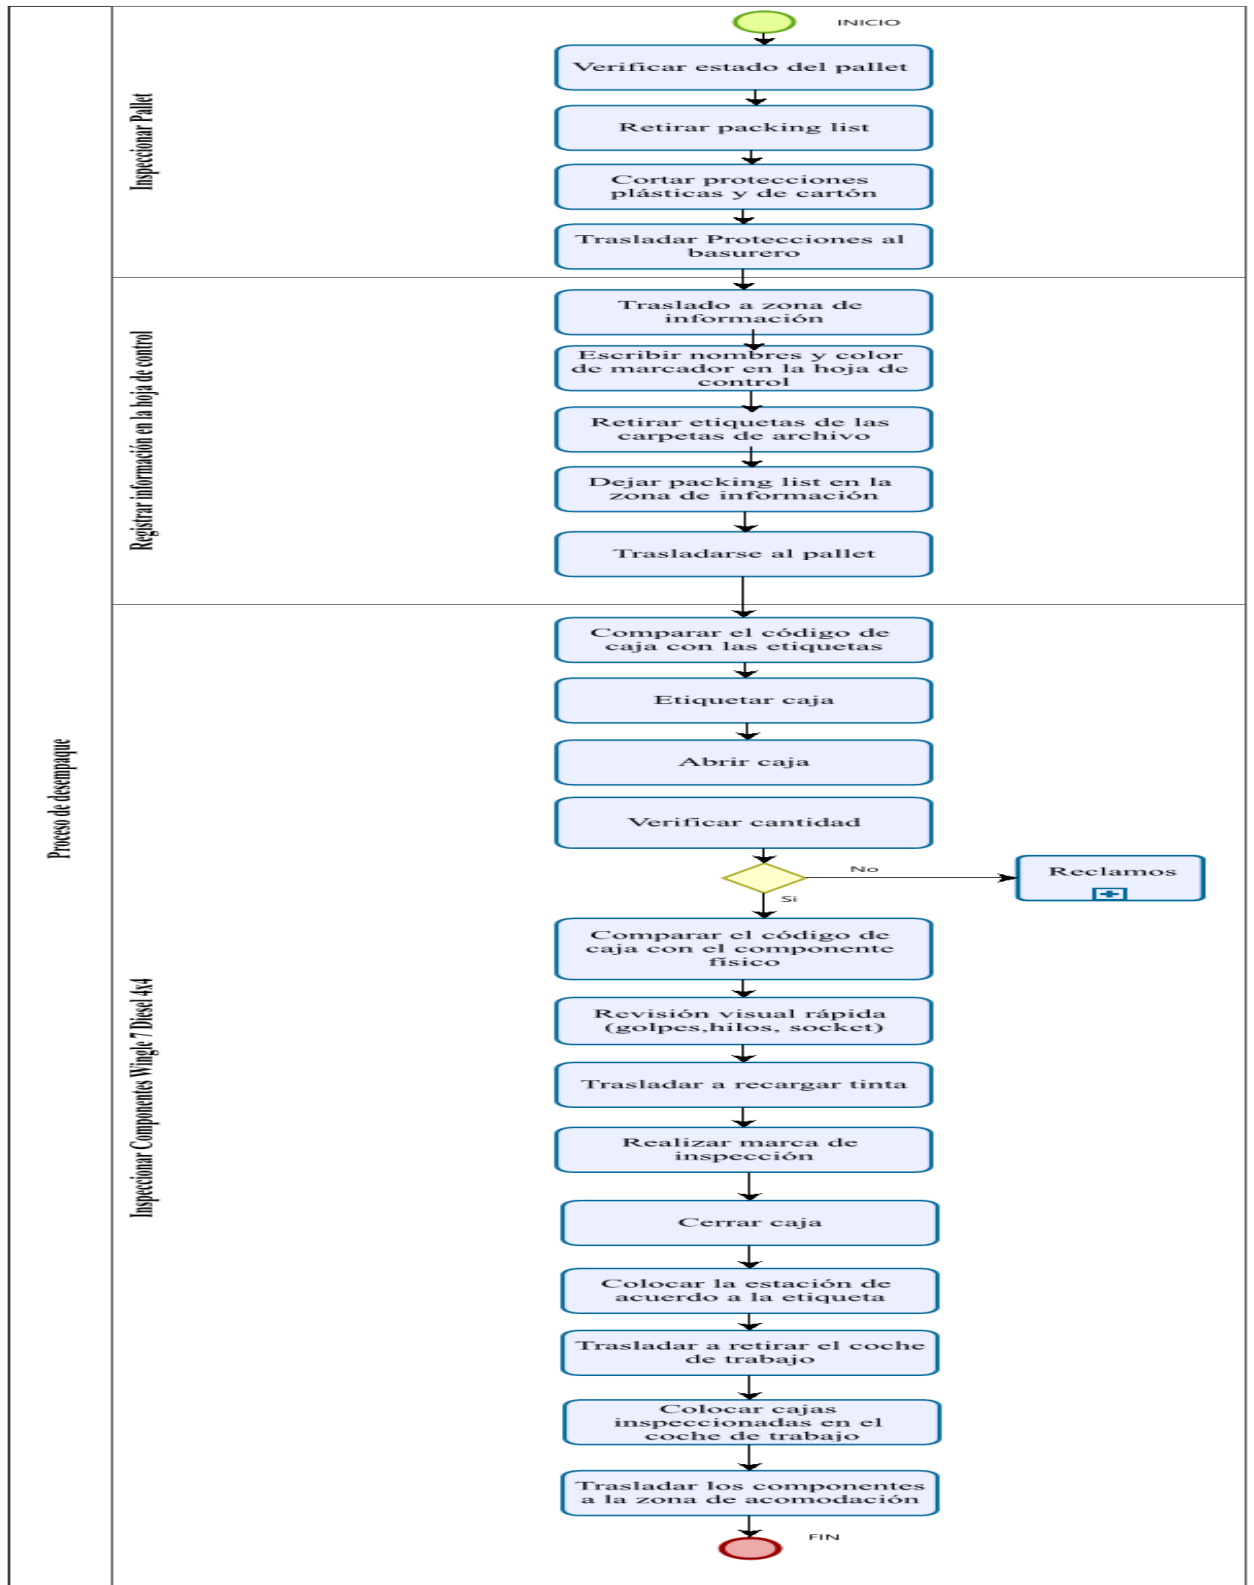 INICIO
Proceso de desempaque
Inspeccionar Pallet
Verificar estado del pallet
Retirar packing list
Cortar protecciones
plásticas y de cartón
Trasladar Protecciones al
basurero
Registrar información en la hoja de control
Traslado a zona de
información
Escribir nombres y color
de marcador en la hoja de
control
Retirar etiquetas de las
carpetas de archivo
Dejar packing list en la
zona de información
Trasladarse al pallet
Inspeccionar Componentes Wingle 7 Diesel 4x4
Comparar el código de
caja con las etiquetas
Etiquetar caja
Abrir caja
Verificar cantidad
No
Reclamos
Si
Comparar el código de
caja con el componente
físico
Revisión visual rápida
(golpes,hilos, socket)
Trasladar a recargar tinta
Realizar marca de
inspección
Cerrar caja
Colocar la estación de
acuerdo a la etiqueta
Trasladar a retirar el coche
de trabajo
Colocar cajas
inspeccionadas en el
coche de trabajo
Trasladar los componentes
a la zona de acomodación
FIN